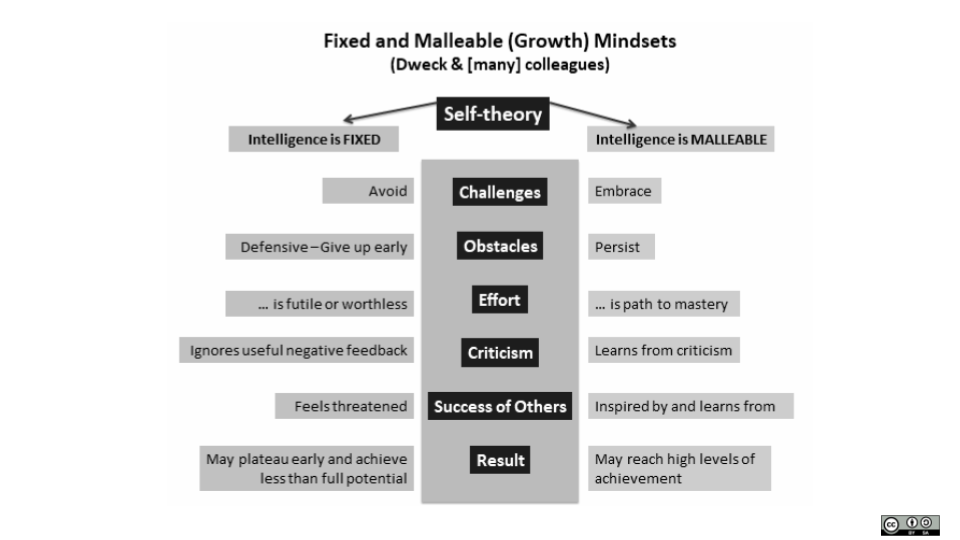 Fixed and Malleable (Growth) Mindsets
(Dweck & [many] colleagues)
Self-theory
Intelligence is FIXED
Intelligence is MALLEABLE
Avoid
Challenges
Embrace
Defensive – Give up early
Obstacles
Persist
... is futile or worthless
Effort
... is path to mastery
Ignores useful negative feedback
Criticism
Learns from criticism
Feels threatened
Success of Others
Inspired by and learns from
May plateau early and achieve
less than full potential
Result
May reach high levels of
achievement
cc
BY SA